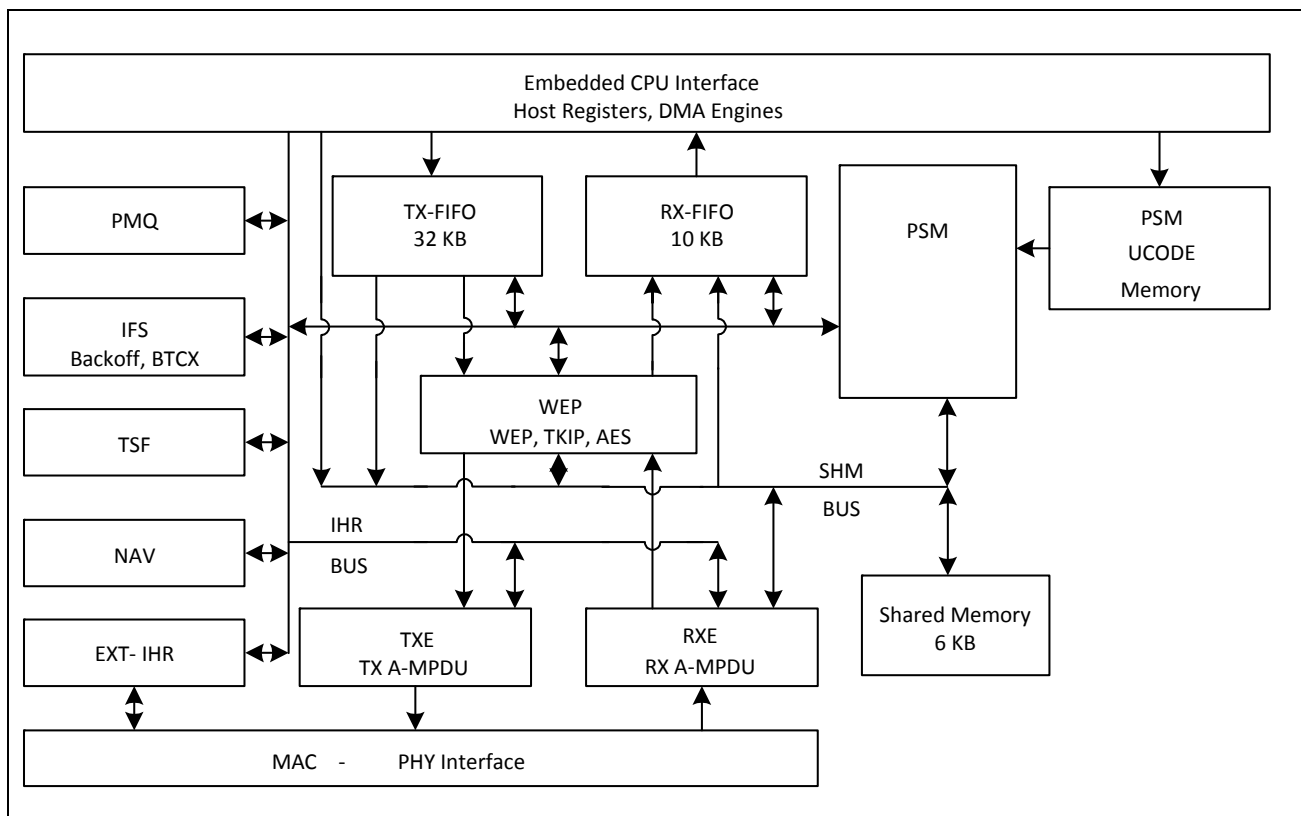 Embedded CPU Interface
Host Registers, DMA Engines
PMQ
TX-FIFO
32 KB
RX-FIFO
10 KB
PSM
PSM
UCODE
Memory
IFS
Backoff, BTCX
WEP
WEP, TKIP, AES
TSF
SHM
BUS
IHR
BUS
NAV
Shared Memory
6 KB
EXT- IHR
TXE
TX A-MPDU
RXE
RX A-MPDU
MAC - PHY Interface